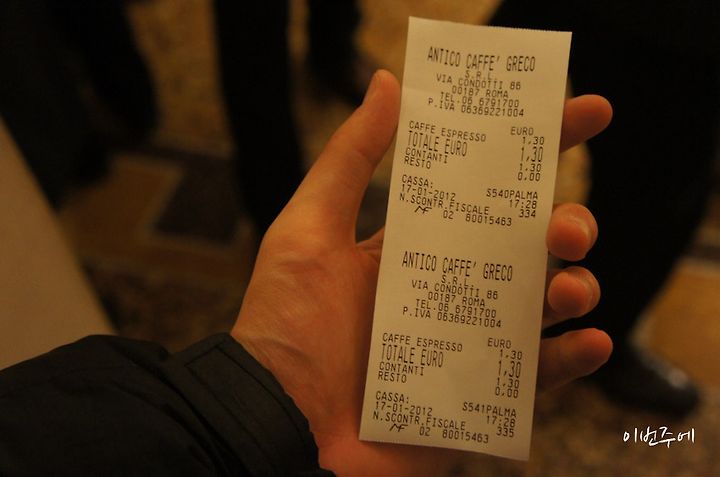 ANTICO CAFFE' GRECO
S.R.L.
VIA CONDOTTI 86
00187 ROMA
TEL.06 6791700
P.IVA 06369221004
EURO
CAFFE ESPRESSO 1,30
TOTALE EURO 1,30
CONTANTI 1,30
RESTO 0,00
CASSA: S540PALMA
17-01-2012 17:28
N.SCONTR.FISCALE 334
MF 02 80015463
ANTICO CAFFE' GRECO
S.R.L.
VIA CONDOTTI 86
00187 ROMA
TEL.06 6791700
P.IVA 06369221004
EURO
CAFFE ESPRESSO 1,30
TOTALE EURO 1,30
CONTANTI 1,30
RESTO 0,00
CASSA: S541PALMA
17-01-2012 17:28
N.SCONTR.FISCALE 335
MF 02 80015463
이번주에